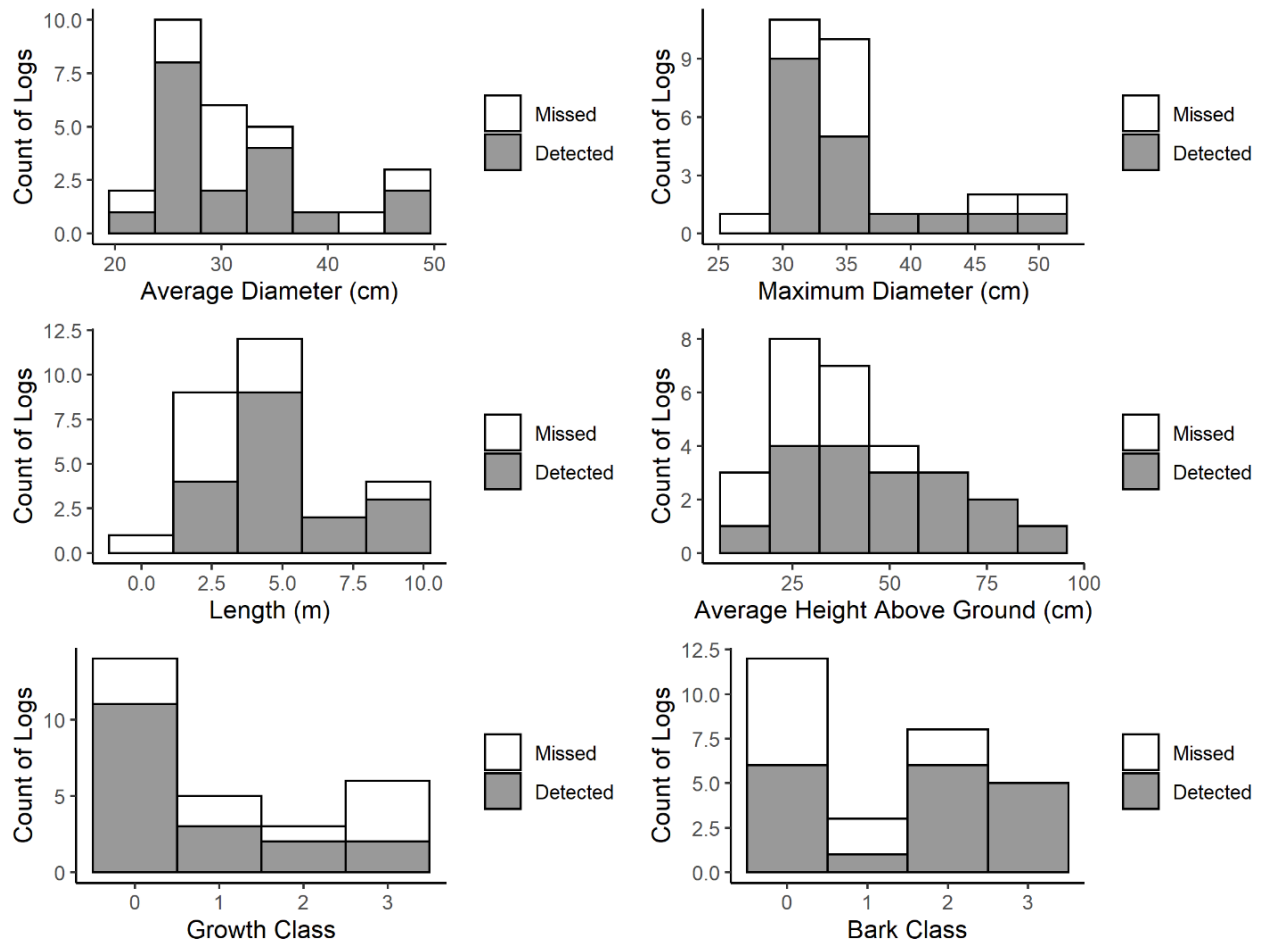 Count of Logs
10.0
7.5
5.0
2.5
0.0
20 30 40 50
Average Diameter (cm)
Missed
Detected
Count of Logs
9
6
3
0
25 30 35 40 45 50
Maximum Diameter (cm)
Missed
Detected
Count of Logs
12.5
10.0
7.5
5.0
2.5
0.0
0.0 2.5 5.0 7.5 10.0
Length (m)
Missed
Detected
Count of Logs
8
6
4
2
0
25 50 75 100
Average Height Above Ground (cm)
Missed
Detected
Count of Logs
10
5
0
0 1 2 3
Growth Class
Missed
Detected
Count of Logs
12.5
10.0
7.5
5.0
2.5
0.0
0 1 2 3
Bark Class
Missed
Detected